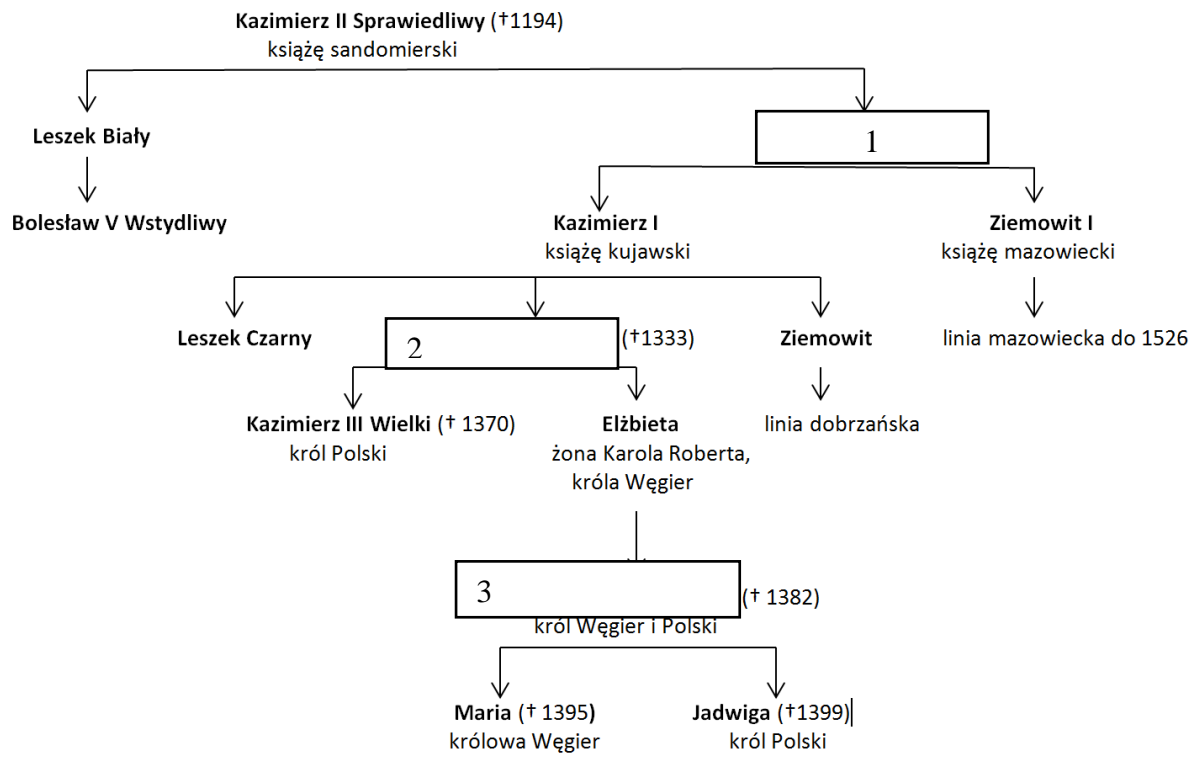 Kazimierz II Sprawiedliwy (†1194)
książę sandomierski
Leszek Biały
1
Bolesław V Wstydliwy
Kazimierz I
książę kujawski
Ziemowit I
książę mazowiecki
Leszek Czarny
2
(†1333)
Ziemowit
linia mazowiecka do 1526
Kazimierz III Wielki († 1370)
król Polski
Elżbieta
żona Karola Roberta,
króla Węgier
linia dobrzańska
3
(† 1382)
król Węgier i Polski
Maria († 1395)
królowa Węgier
Jadwiga (†1399)
król Polski